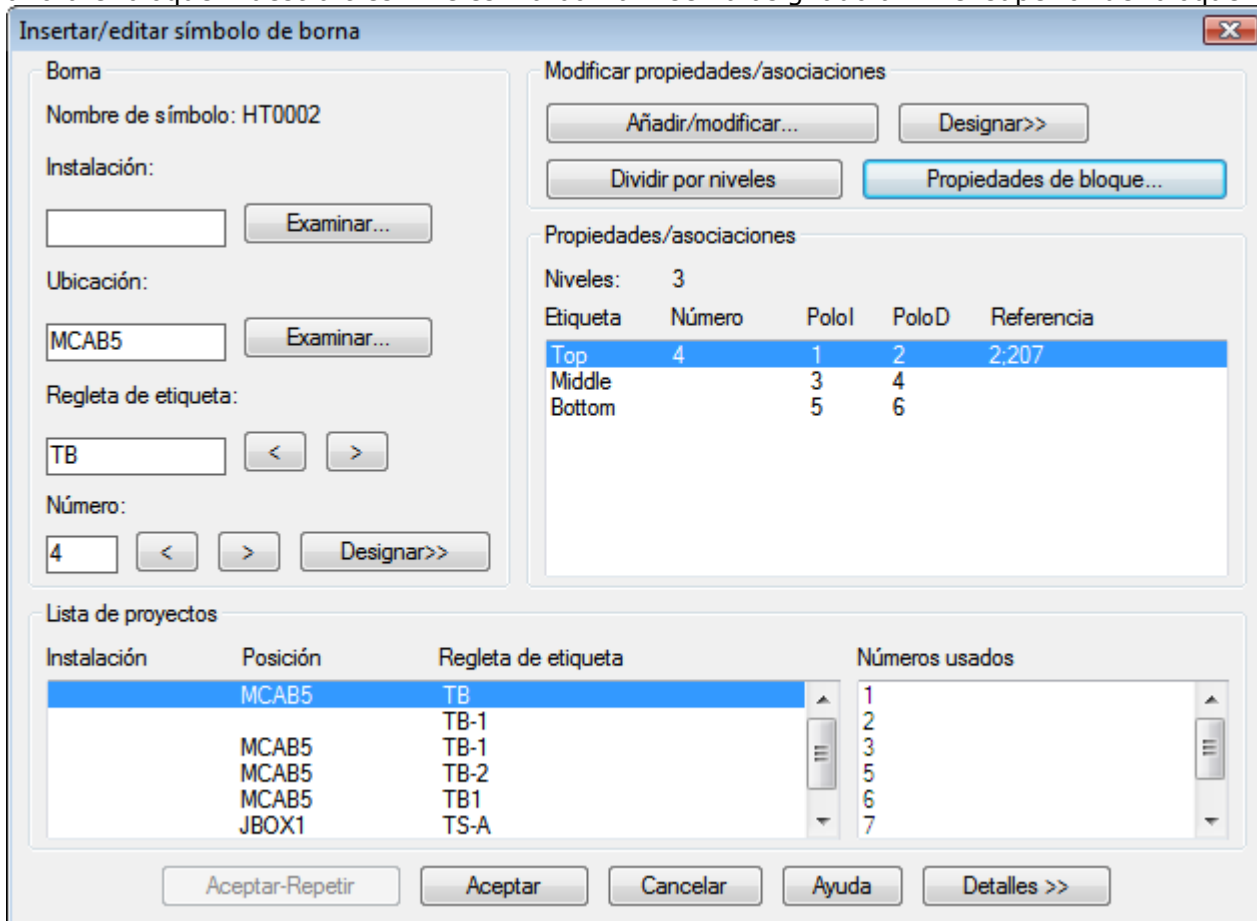 Insertar/editar símbolo de borna
Borna
Nombre de símbolo: HT0002
Instalación:
Examinar...
Ubicación:
MCAB5 Examinar...
Regleta de etiqueta:
TB < >
Número:
4 < > Designar>>
Modificar propiedades/asociaciones
Añadir/modificar... Designar>>
Dividir por niveles Propiedades de bloque...
Propiedades/asociaciones
Niveles: 3
Etiqueta Número PoloI PoloD Referencia
Top 4 1 2 2;207
Middle 3 4
Bottom 5 6
Lista de proyectos
Instalación Posición Regleta de etiqueta
MCAB5 TB
TB-1
MCAB5 TB-1
MCAB5 TB-2
MCAB5 TB1
JBOX1 TS-A
Números usados
1
2
3
5
6
7
Aceptar-Repetir Aceptar Cancelar Ayuda Detalles >>